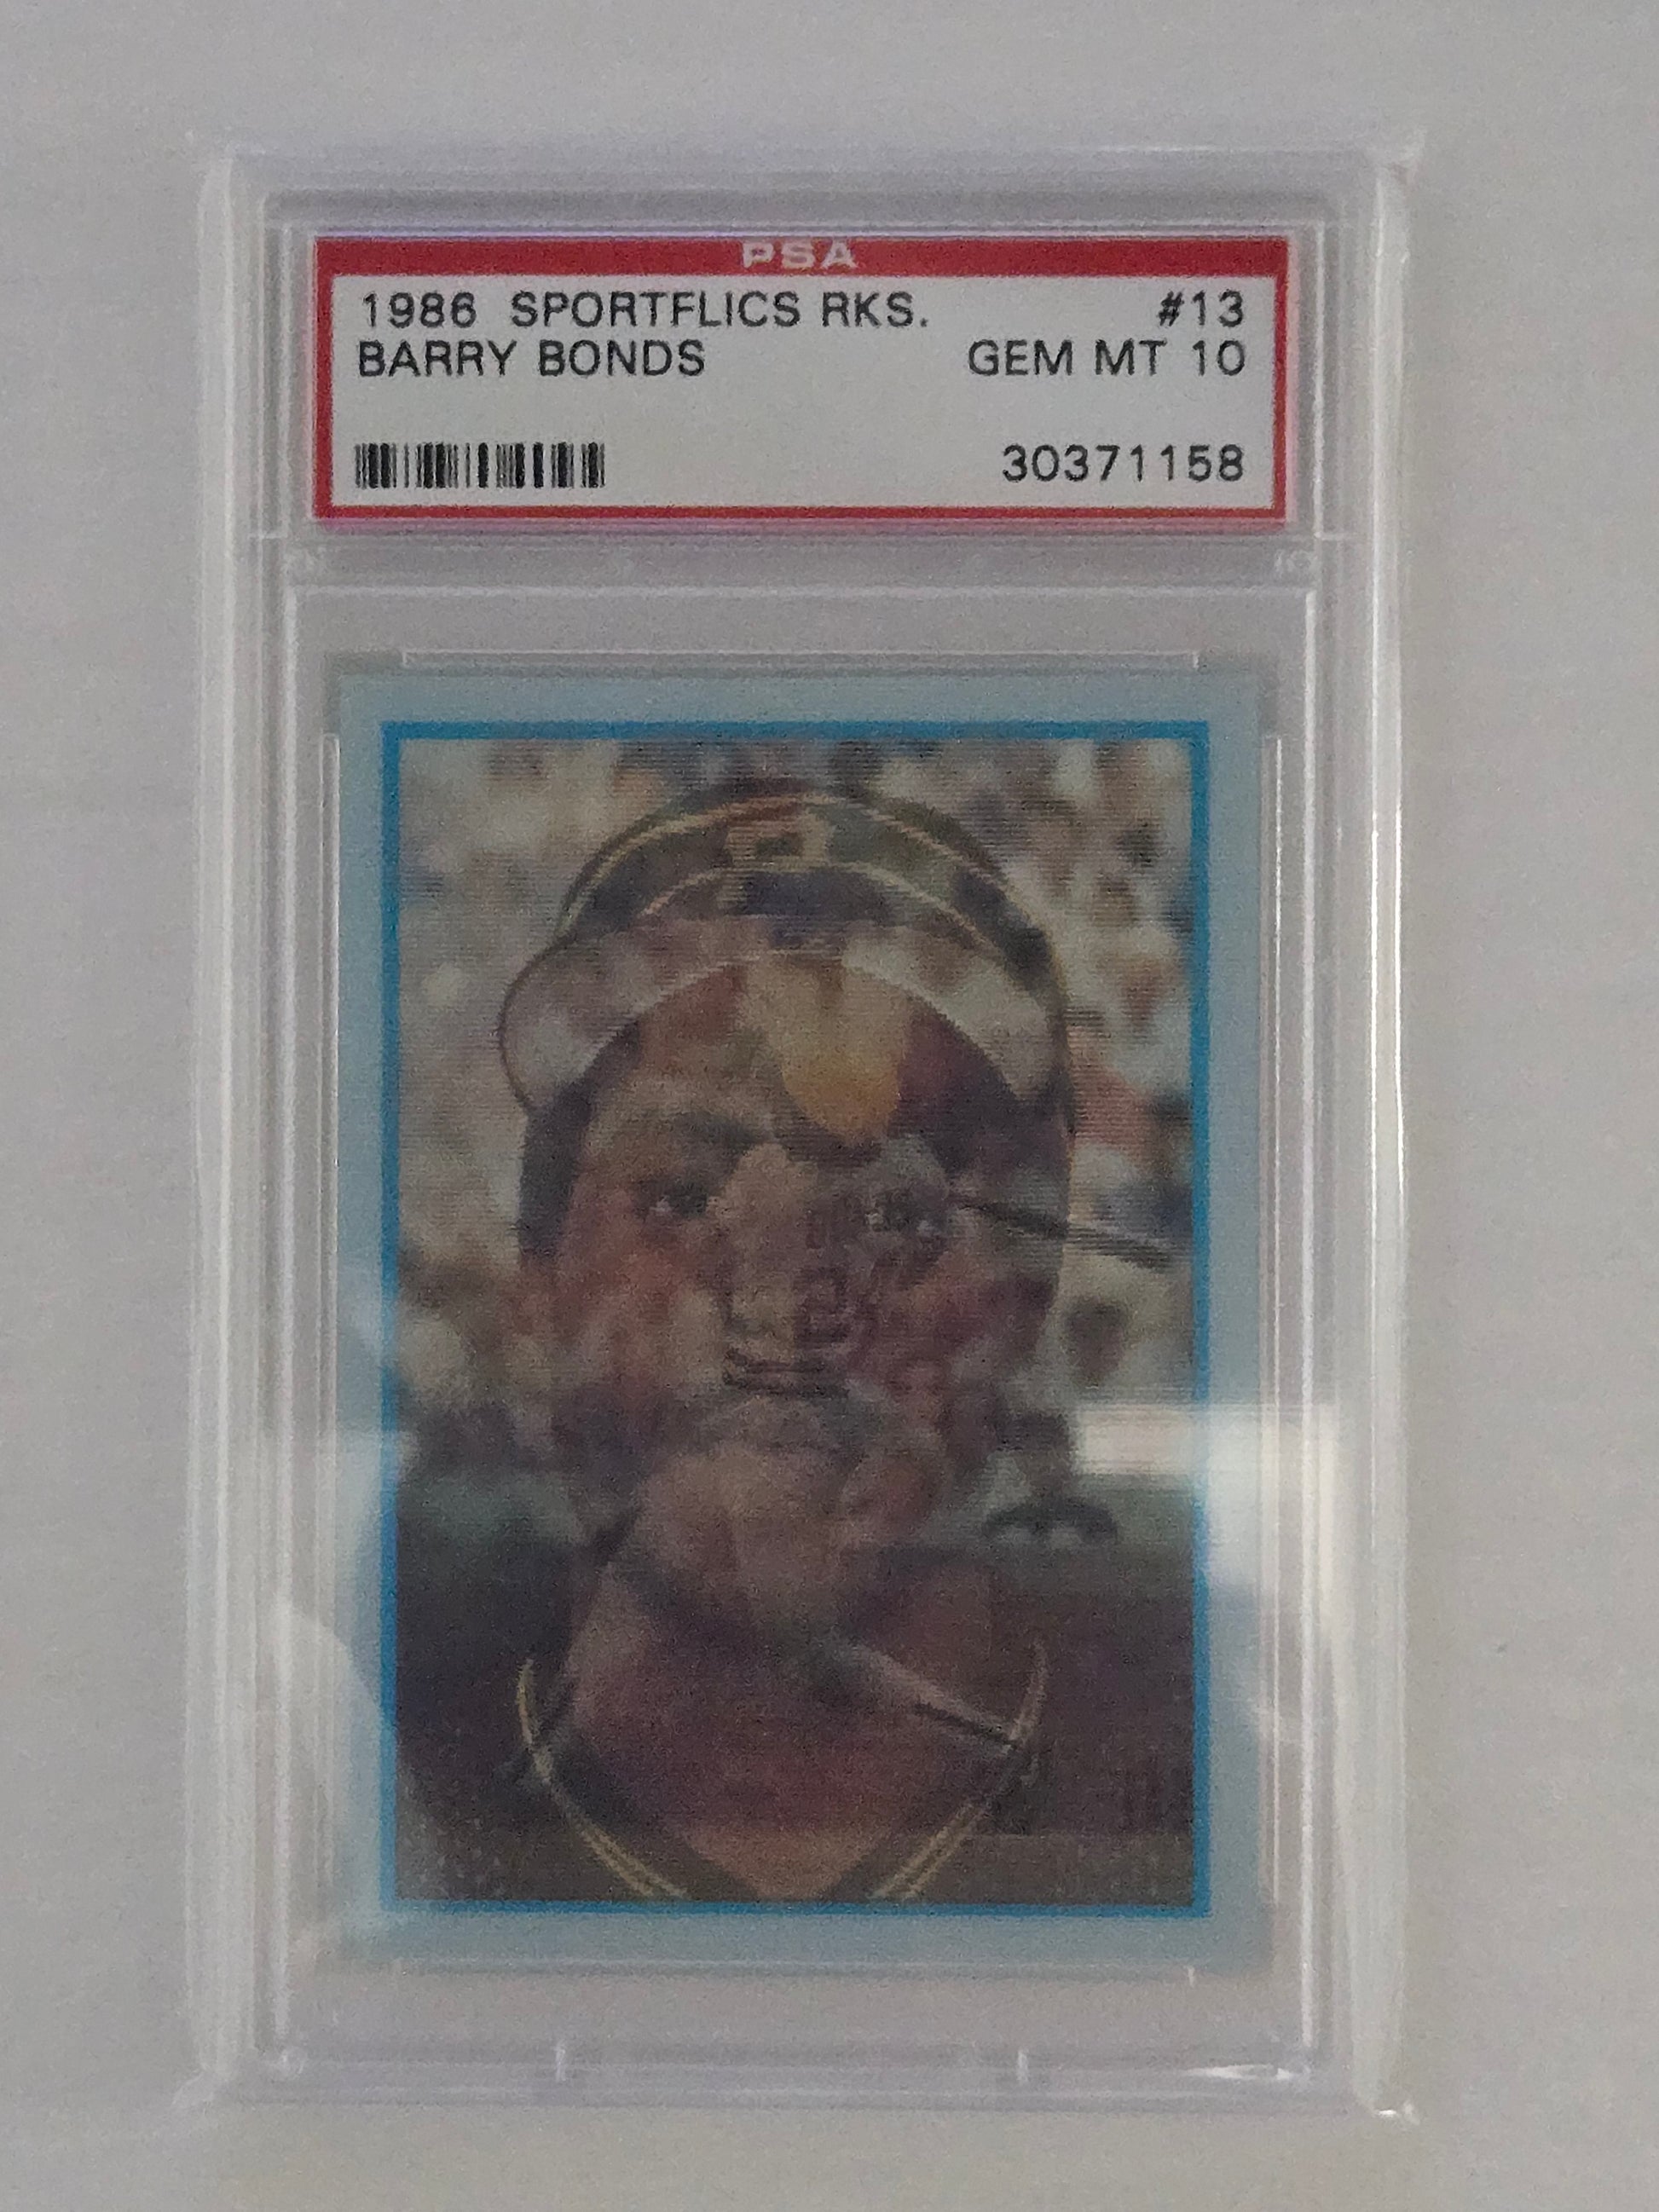 PSA
1986 SPORTFLICS RKS. #13
BARRY BONDS GEM MT 10
30371158